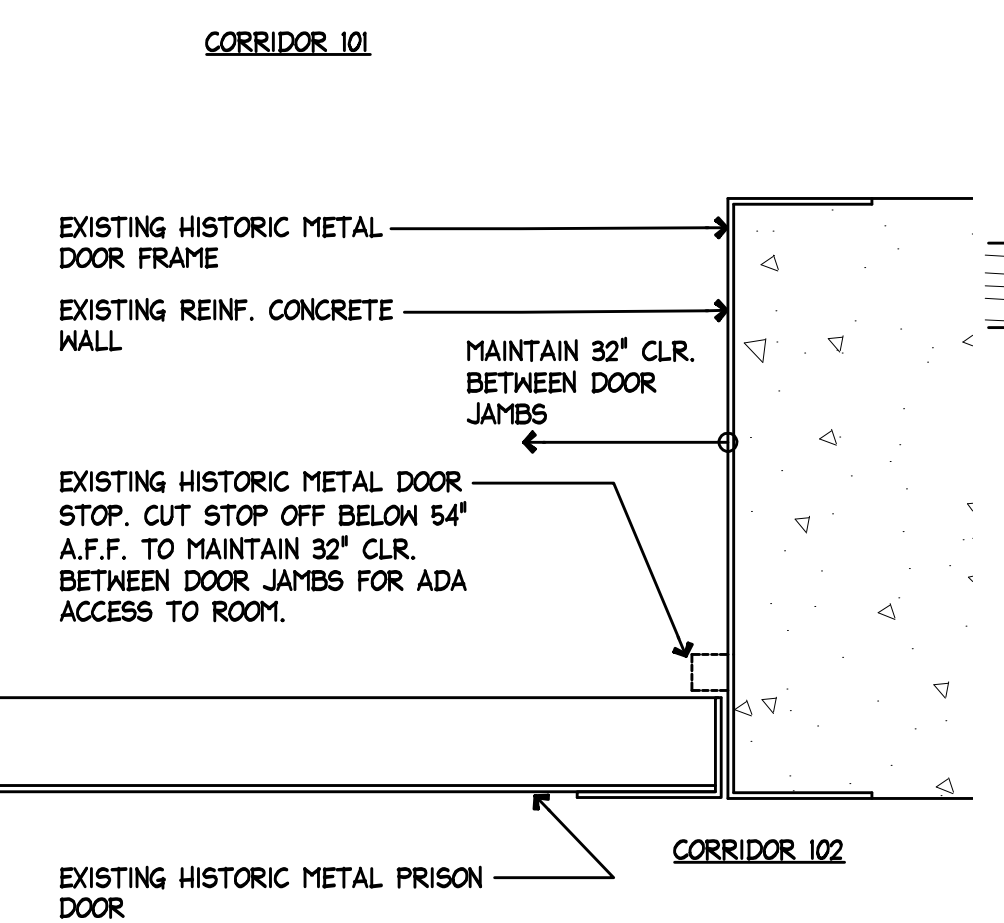 CORRIDOR 101
EXISTING HISTORIC METAL
DOOR FRAME
EXISTING REINF. CONCRETE
WALL
MAINTAIN 32" CLR.
BETWEEN DOOR
JAMBS
EXISTING HISTORIC METAL DOOR
STOP. CUT STOP OFF BELOW 54"
A.F.F. TO MAINTAIN 32" CLR.
BETWEEN DOOR JAMBS FOR ADA
ACCESS TO ROOM.
CORRIDOR 102
EXISTING HISTORIC METAL PRISON
DOOR